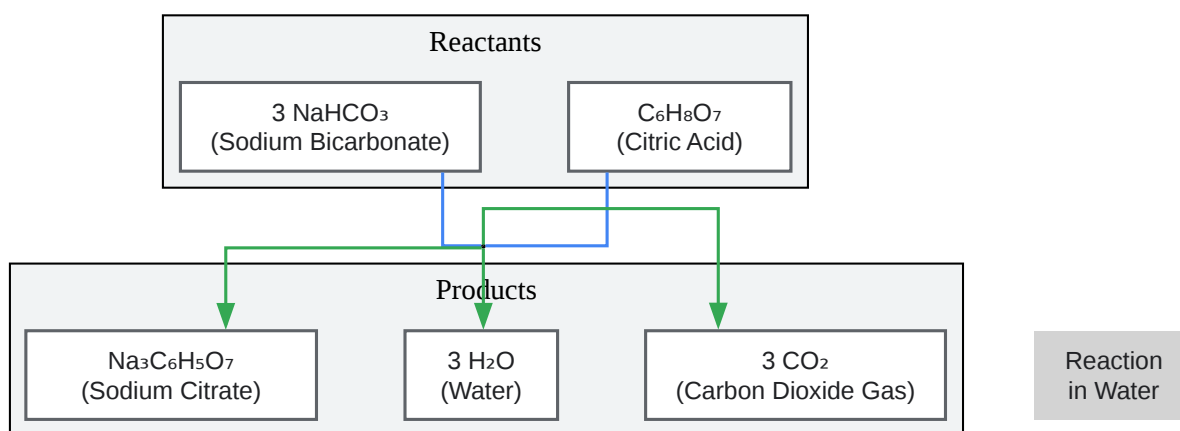 Reactants
3 NaHCO₃
(Sodium Bicarbonate)
C₆H₈O₇
(Citric Acid)
Products
Na₃C₆H₅O₇
(Sodium Citrate)
3 H₂O
(Water)
3 CO₂
(Carbon Dioxide Gas)
Reaction
in Water